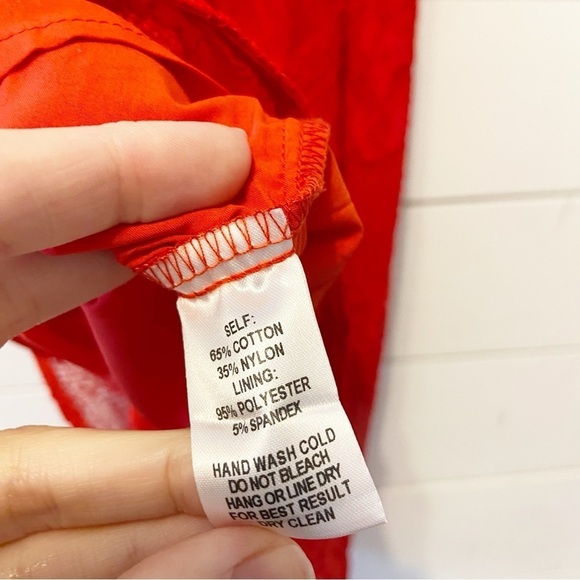 SELF:
65% COTTON
35% NYLON
LINING:
95% POLYESTER
5% SPANDEX
HAND WASH COLD
DO NOT BLEACH
HANG OR LINE DRY
FOR BEST RESULT
DRY CLEAN